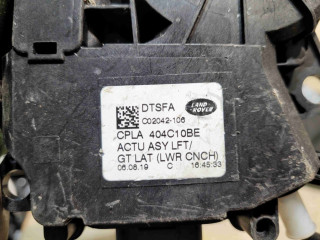 DTSFA
LAND-
ROVER
C02042-106
CPLA 404C10BE
ACTU ASY LFT/
GT LAT (LWR CNCH)
06.06.19 C 16:45:33